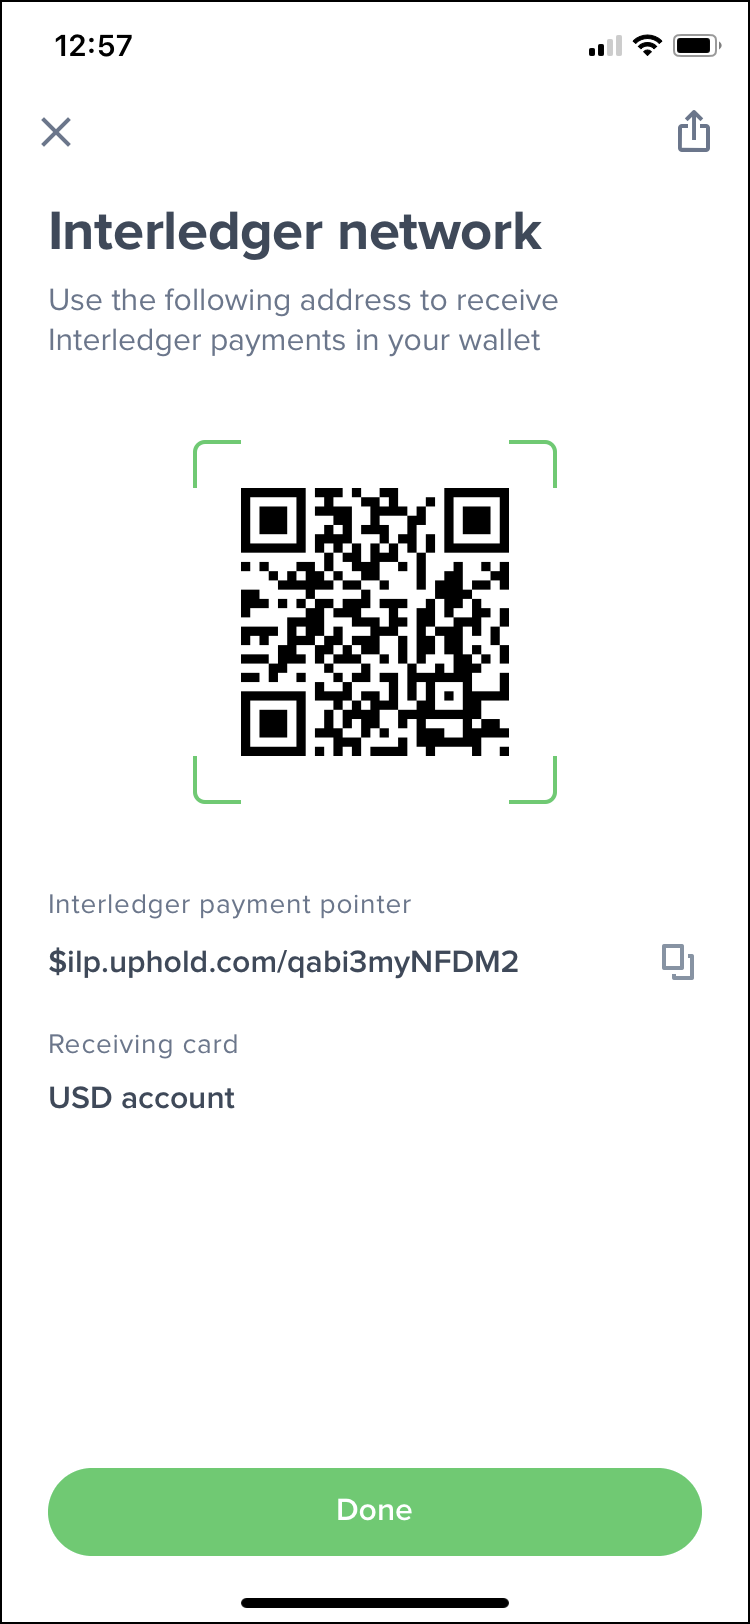 12:57
Interledger network
Use the following address to receive
Interledger payments in your wallet
Interledger payment pointer
$ilp.uphold.com/qabi3myNFDM2
Receiving card
USD account
Done